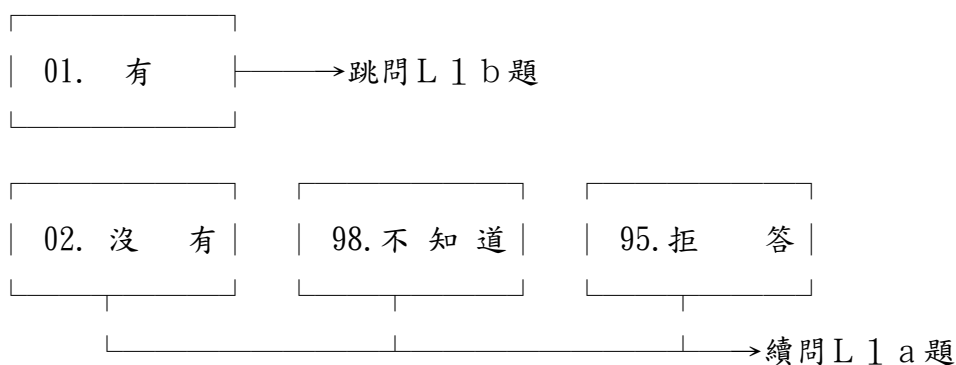 01. 有 跳問L1b題
02. 沒 有 98.不 知 道 95.拒 答
續問L1a題